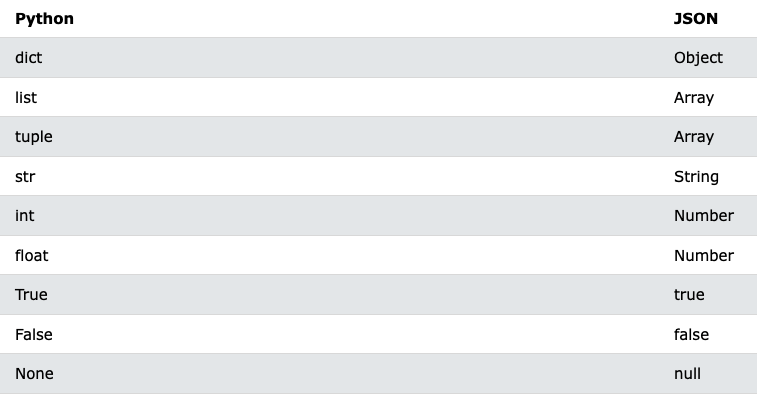 Python JSON
dict Object
list Array
tuple Array
str String
int Number
float Number
True true
False false
None null